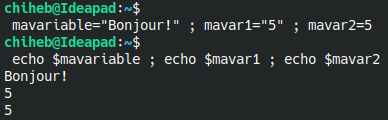 chiheb@Ideapad:~$
mavariable="Bonjour!" ; mavar1="5" ; mavar2=5
chiheb@Ideapad:~$
echo $mavariable ; echo $mavar1 ; echo $mavar2
Bonjour!
5
5